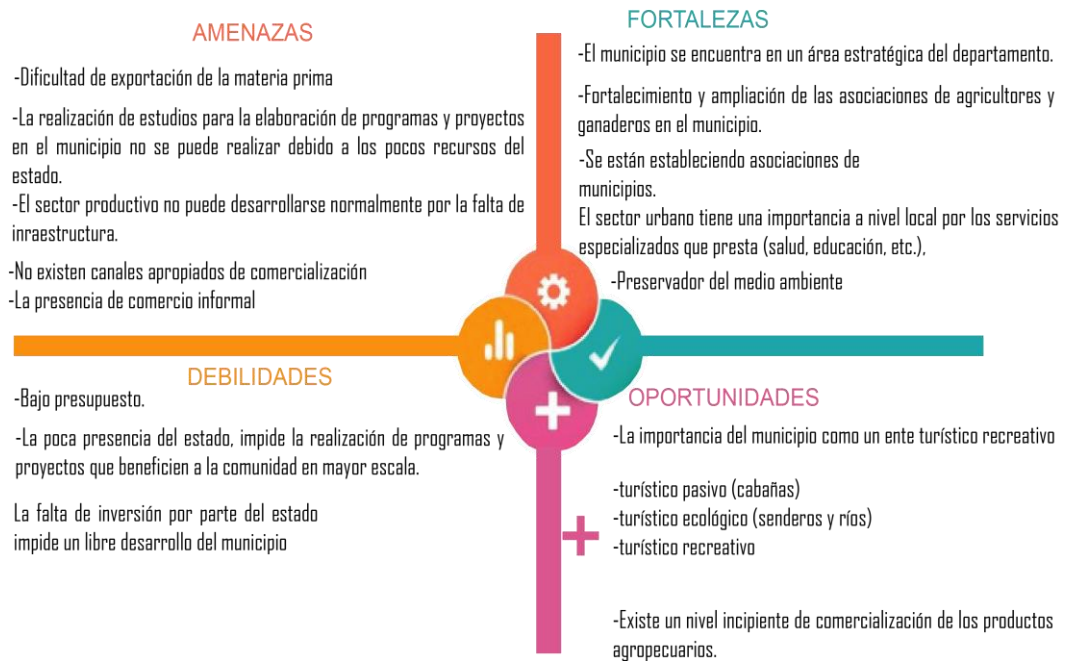 AMENAZAS
-Dificultad de exportación de la materia prima
-La realización de estudios para la elaboración de programas y proyectos
en el municipio no se puede realizar debido a los pocos recursos del
estado.
-El sector productivo no puede desarrollarse normalmente por la falta de
inraestructura.
-No existen canales apropiados de comercialización
-La presencia de comercio informal
FORTALEZAS
-El municipio se encuentra en un área estratégica del departamento.
-Fortalecimiento y ampliación de las asociaciones de agricultores y
ganaderos en el municipio.
-Se están estableciendo asociaciones de
municipios.
El sector urbano tiene una importancia a nivel local por los servicios
especializados que presta (salud, educación, etc.),
-Preservador del medio ambiente
DEBILIDADES
-Bajo presupuesto.
-La poca presencia del estado, impide la realización de programas y
proyectos que beneficien a la comunidad en mayor escala.
La falta de inversión por parte del estado
impide un libre desarrollo del municipio
OPORTUNIDADES
-La importancia del municipio como un ente turístico recreativo
-turístico pasivo (cabañas)
-turístico ecológico (senderos y ríos)
-turístico recreativo
-Existe un nivel incipiente de comercialización de los productos
agropecuarios.